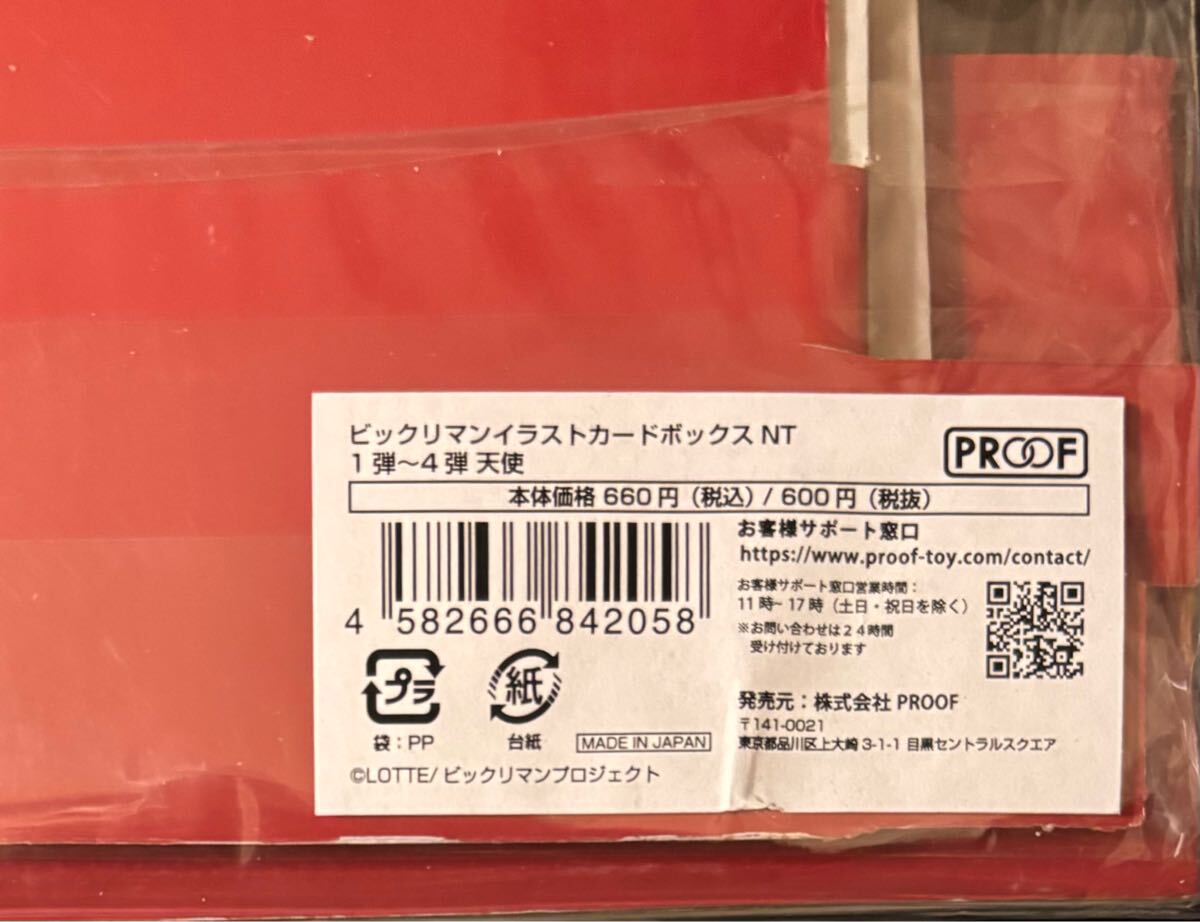 ビックリマンイラストカードボックス NT
1弾～4弾 天使
PROOF
本体価格 660円（税込）/ 600円（税抜）
4 582666 842058
お客様サポート窓口
https://www.proof-toy.com/contact/
お客様サポート窓口営業時間：
11時~17時（土日・祝日を除く）
※お問い合わせは24時間
受け付けております
プラ
袋：PP
紙
台紙
MADE IN JAPAN
発売元：株式会社 PROOF
〒141-0021
東京都品川区上大崎 3-1-1 目黒セントラルスクエア
©LOTTE/ ビックリマンプロジェクト